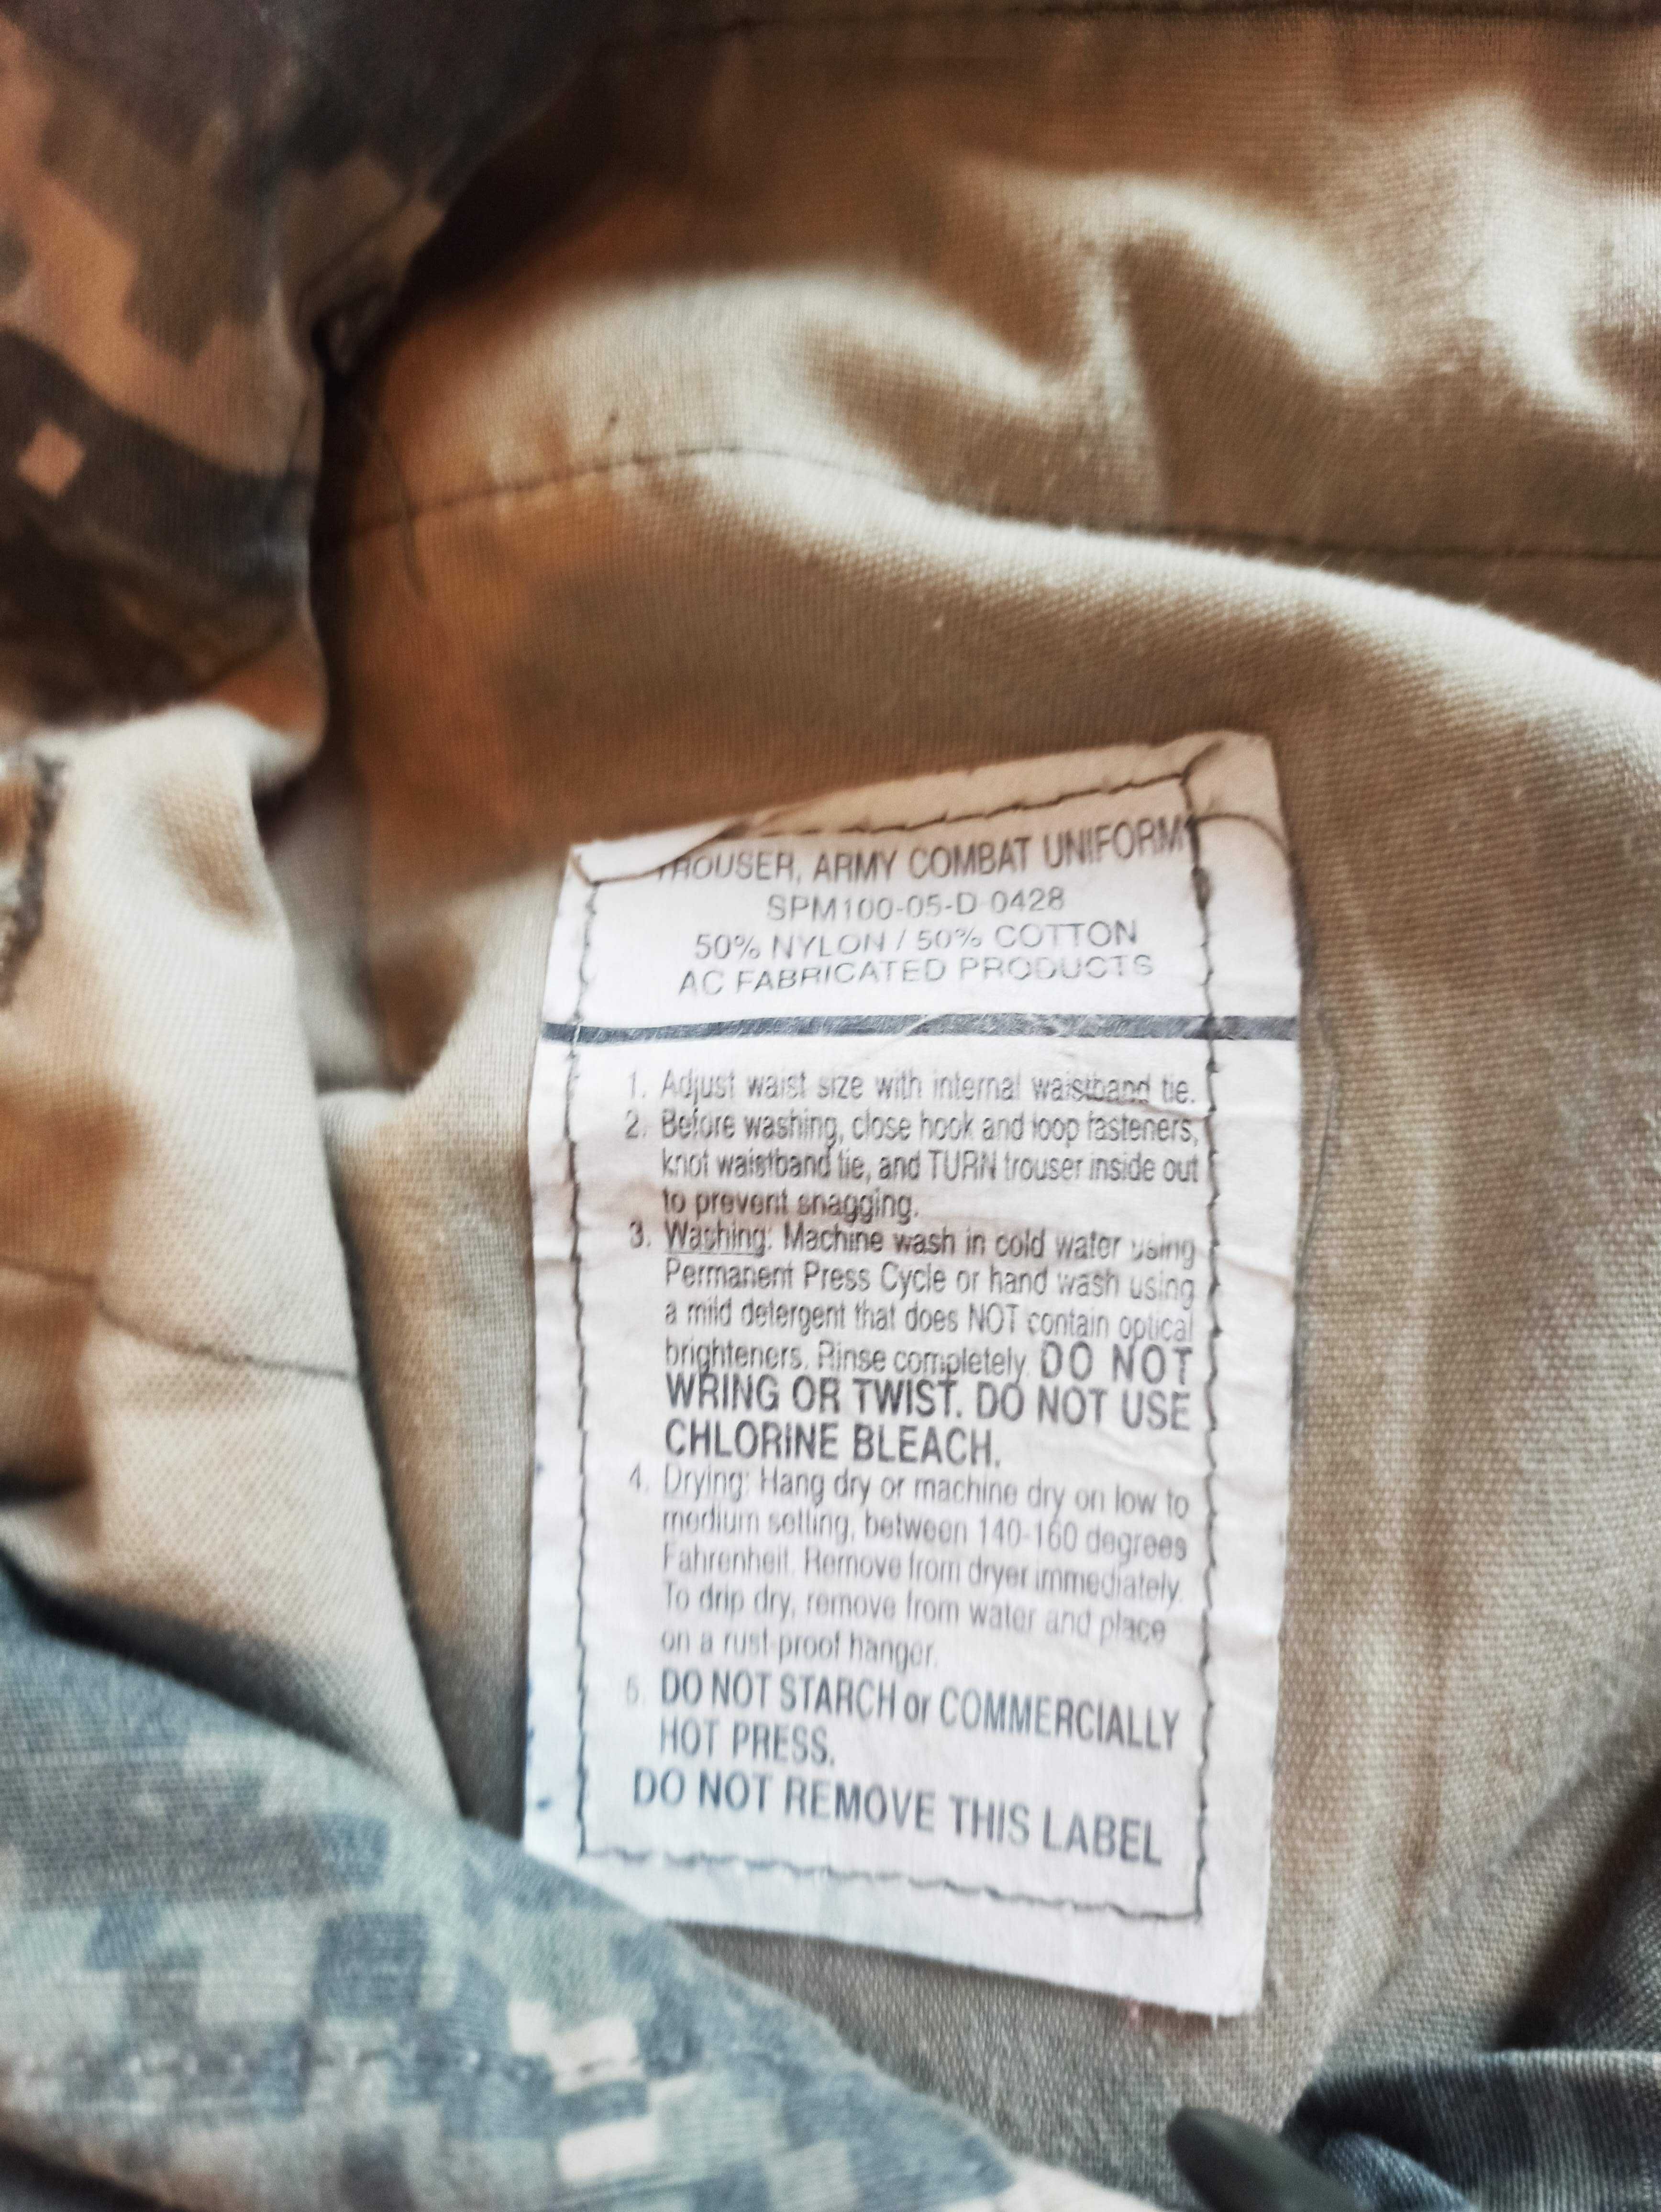 TROUSER, ARMY COMBAT UNIFORM
SPM100-05-D-0428
50% NYLON / 50% COTTON
AC FABRICATED PRODUCTS
1. Adjust waist size with internal waistband tie.
2. Before washing, close hook and loop fasteners,
knot waistband tie, and TURN trouser inside out
to prevent snagging.
3. Washing: Machine wash in cold water using
Permanent Press Cycle or hand wash using
a mild detergent that does NOT contain optical
brighteners. Rinse completely DO NOT
WRING OR TWIST. DO NOT USE
CHLORINE BLEACH.
4. Drying: Hang dry or machine dry on low to
medium setting, between 140-160 degrees
Fahrenheit. Remove from dryer immediately.
To drip dry, remove from water and place
on a rust-proof hanger.
5. DO NOT STARCH or COMMERCIALLY
HOT PRESS.
DO NOT REMOVE THIS LABEL